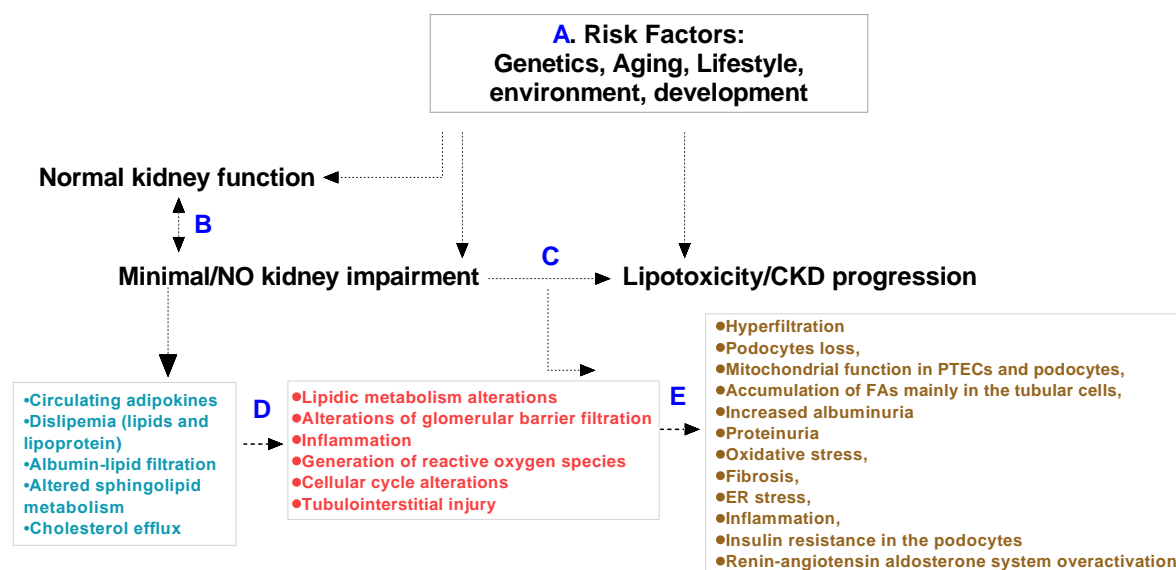 A. Risk Factors:
Genetics, Aging, Lifestyle,
environment, development
Normal kidney function
B
C
Minimal/NO kidney impairment
Lipotoxicity/CKD progression
•Circulating adipokines
•Dislipemia (lipids and
lipoprotein)
•Albumin-lipid filtration
•Altered sphingolipid
metabolism
•Cholesterol efflux
D
●Lipidic metabolism alterations
●Alterations of glomerular barrier filtration
●Inflammation
●Generation of reactive oxygen species
●Cellular cycle alterations
●Tubulointerstitial injury
E
●Hyperfiltration
●Podocytes loss,
●Mitochondrial function in PTECs and podocytes,
●Accumulation of FAs mainly in the tubular cells,
●Increased albuminuria
●Proteinuria
●Oxidative stress,
●Fibrosis,
●ER stress,
●Inflammation,
●Insulin resistance in the podocytes
●Renin-angiotensin aldosterone system overactivation